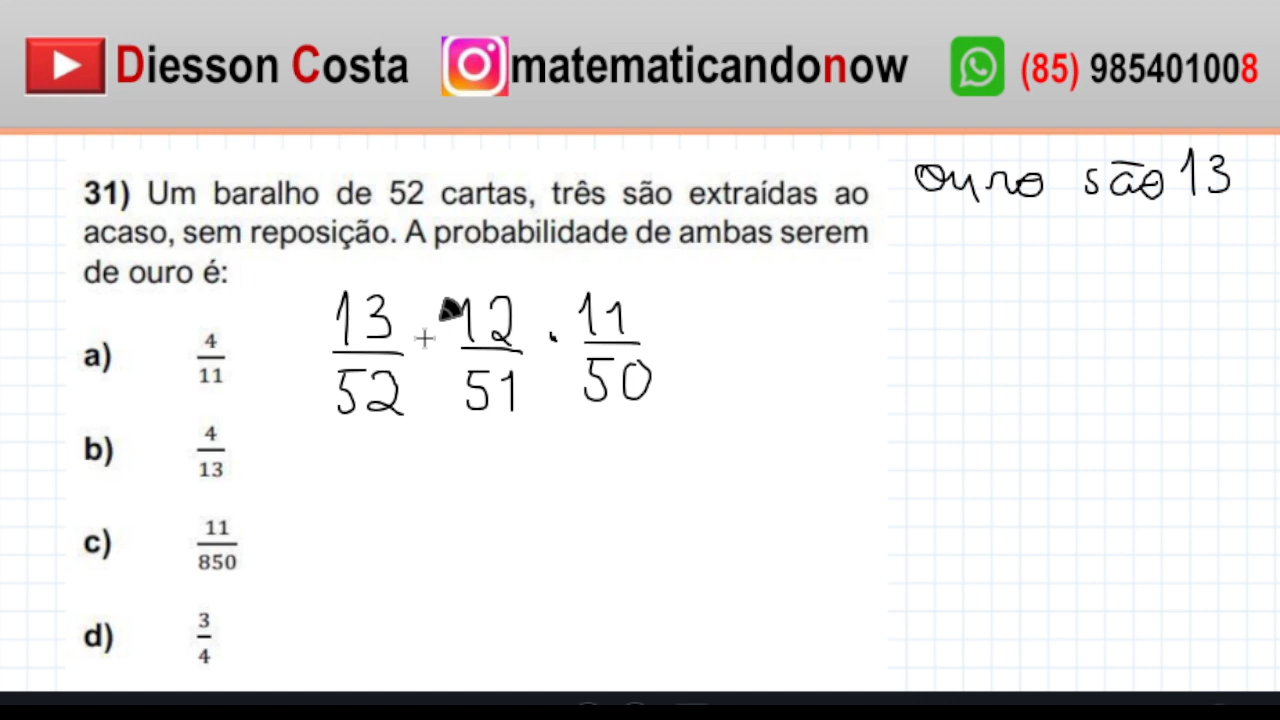 Diesson Costa matematicandonow (85) 985401008
31) Um baralho de 52 cartas, três são extraídas ao
acaso, sem reposição. A probabilidade de ambas serem
de ouro é:
ouro são 13
13/52 · 12/51 · 11/50
a) 4/11
b) 4/13
c) 11/850
d) 3/4